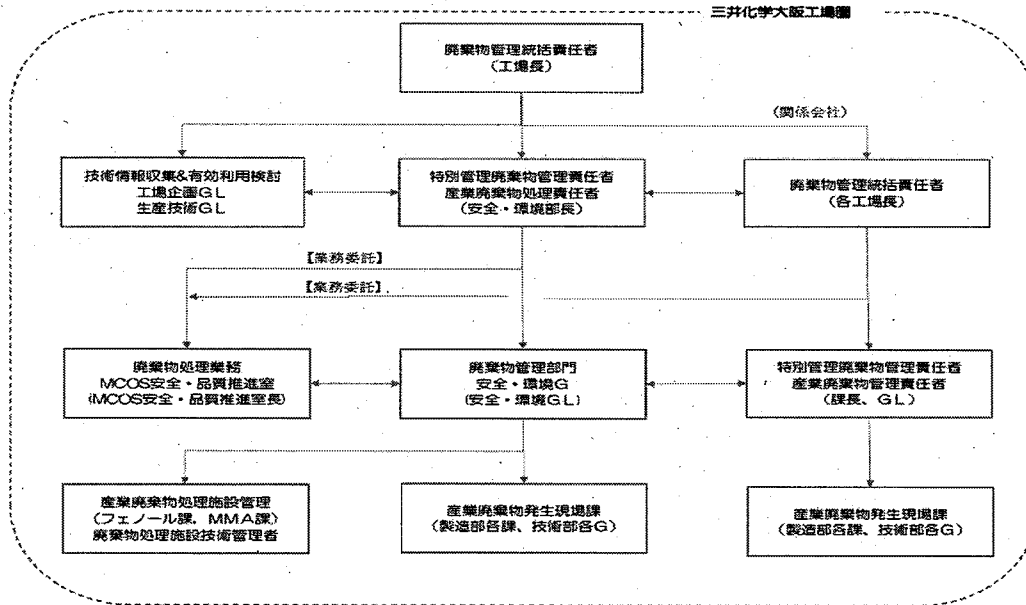 三井化学大阪工場圏
廃棄物管理統括責任者
(工場長)
(関係会社)
技術情報収集&有効利用検討
工場企画GL
生産技術GL
特別管理廃棄物管理責任者
産業廃棄物処理責任者
(安全・環境部長)
廃棄物管理統括責任者
(各工場長)
【業務委託】
【業務委託】
廃棄物処理業務
MCOS安全・品質推進室
(MCOS安全・品質推進室長)
廃棄物管理部門
安全・環境G
(安全・環境GL)
特別管理廃棄物管理責任者
産業廃棄物管理責任者
(課長、GL)
産業廃棄物処理施設管理
(フェノール課、MMA課)
廃棄物処理施設技術管理者
産業廃棄物発生現場課
(製造部各課、技術部各G)
産業廃棄物発生現場課
(製造部各課、技術部各G)